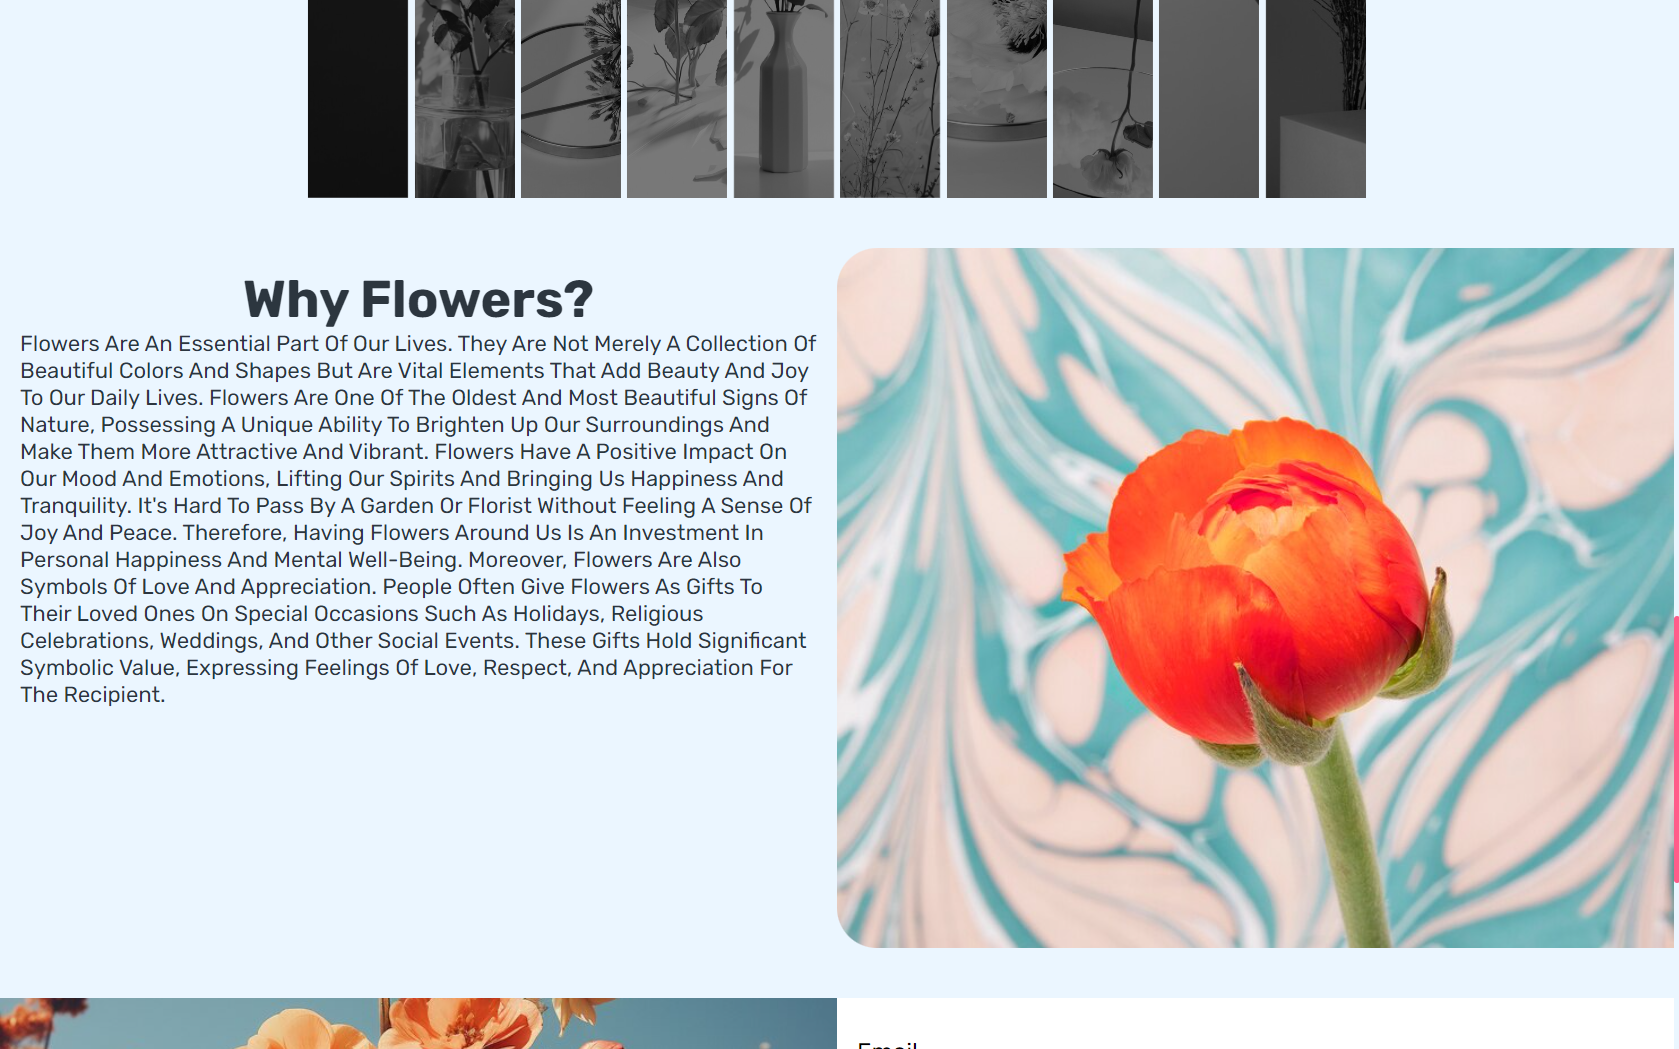 Why Flowers?
Flowers Are An Essential Part Of Our Lives. They Are Not Merely A Collection Of
Beautiful Colors And Shapes But Are Vital Elements That Add Beauty And Joy
To Our Daily Lives. Flowers Are One Of The Oldest And Most Beautiful Signs Of
Nature, Possessing A Unique Ability To Brighten Up Our Surroundings And
Make Them More Attractive And Vibrant. Flowers Have A Positive Impact On
Our Mood And Emotions, Lifting Our Spirits And Bringing Us Happiness And
Tranquility. It's Hard To Pass By A Garden Or Florist Without Feeling A Sense Of
Joy And Peace. Therefore, Having Flowers Around Us Is An Investment In
Personal Happiness And Mental Well-Being. Moreover, Flowers Are Also
Symbols Of Love And Appreciation. People Often Give Flowers As Gifts To
Their Loved Ones On Special Occasions Such As Holidays, Religious
Celebrations, Weddings, And Other Social Events. These Gifts Hold Significant
Symbolic Value, Expressing Feelings Of Love, Respect, And Appreciation For
The Recipient.
Email